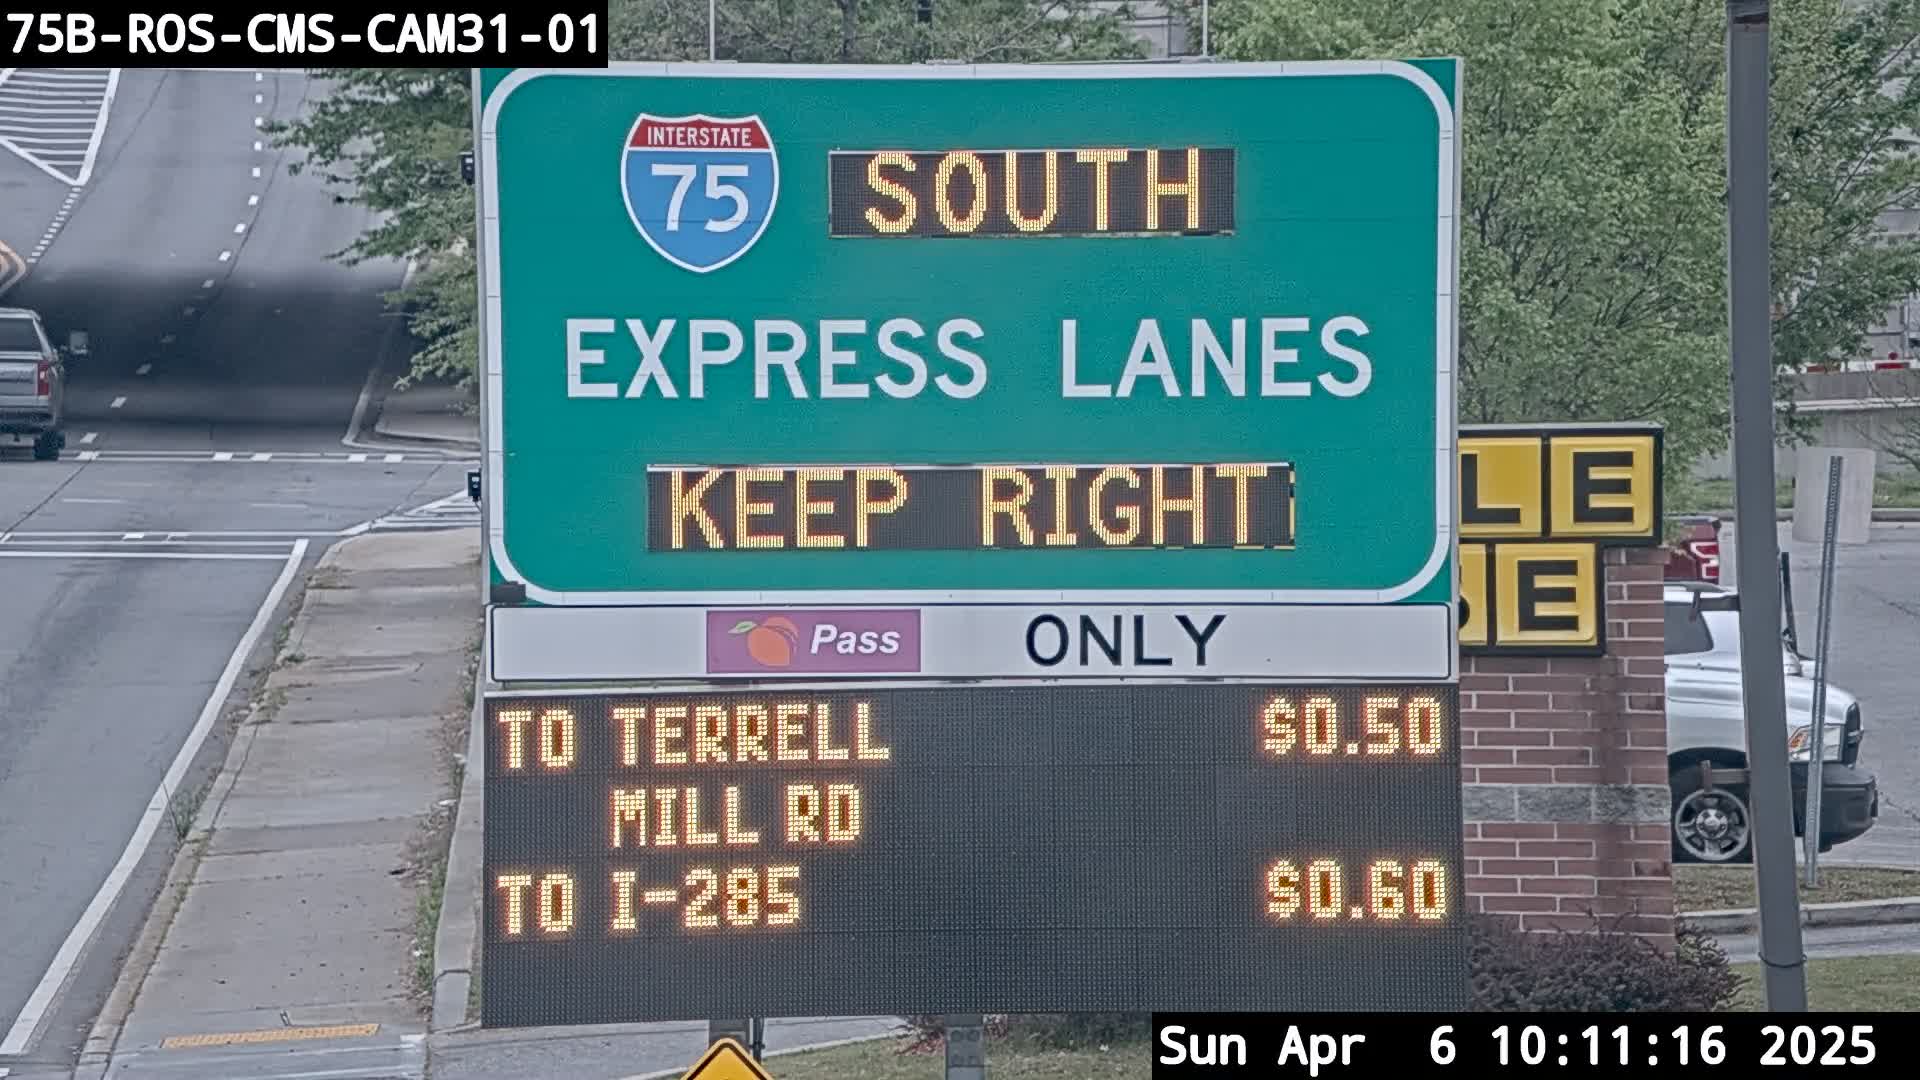 75B-ROS-CMS-CAM31-01
INTERSTATE
75
SOUTH
EXPRESS LANES
KEEP RIGHT
Pass ONLY
TO TERRELL $0.50
MILL RD
TO I-285 $0.60
LE
E
Sun Apr 6 10:11:16 2025